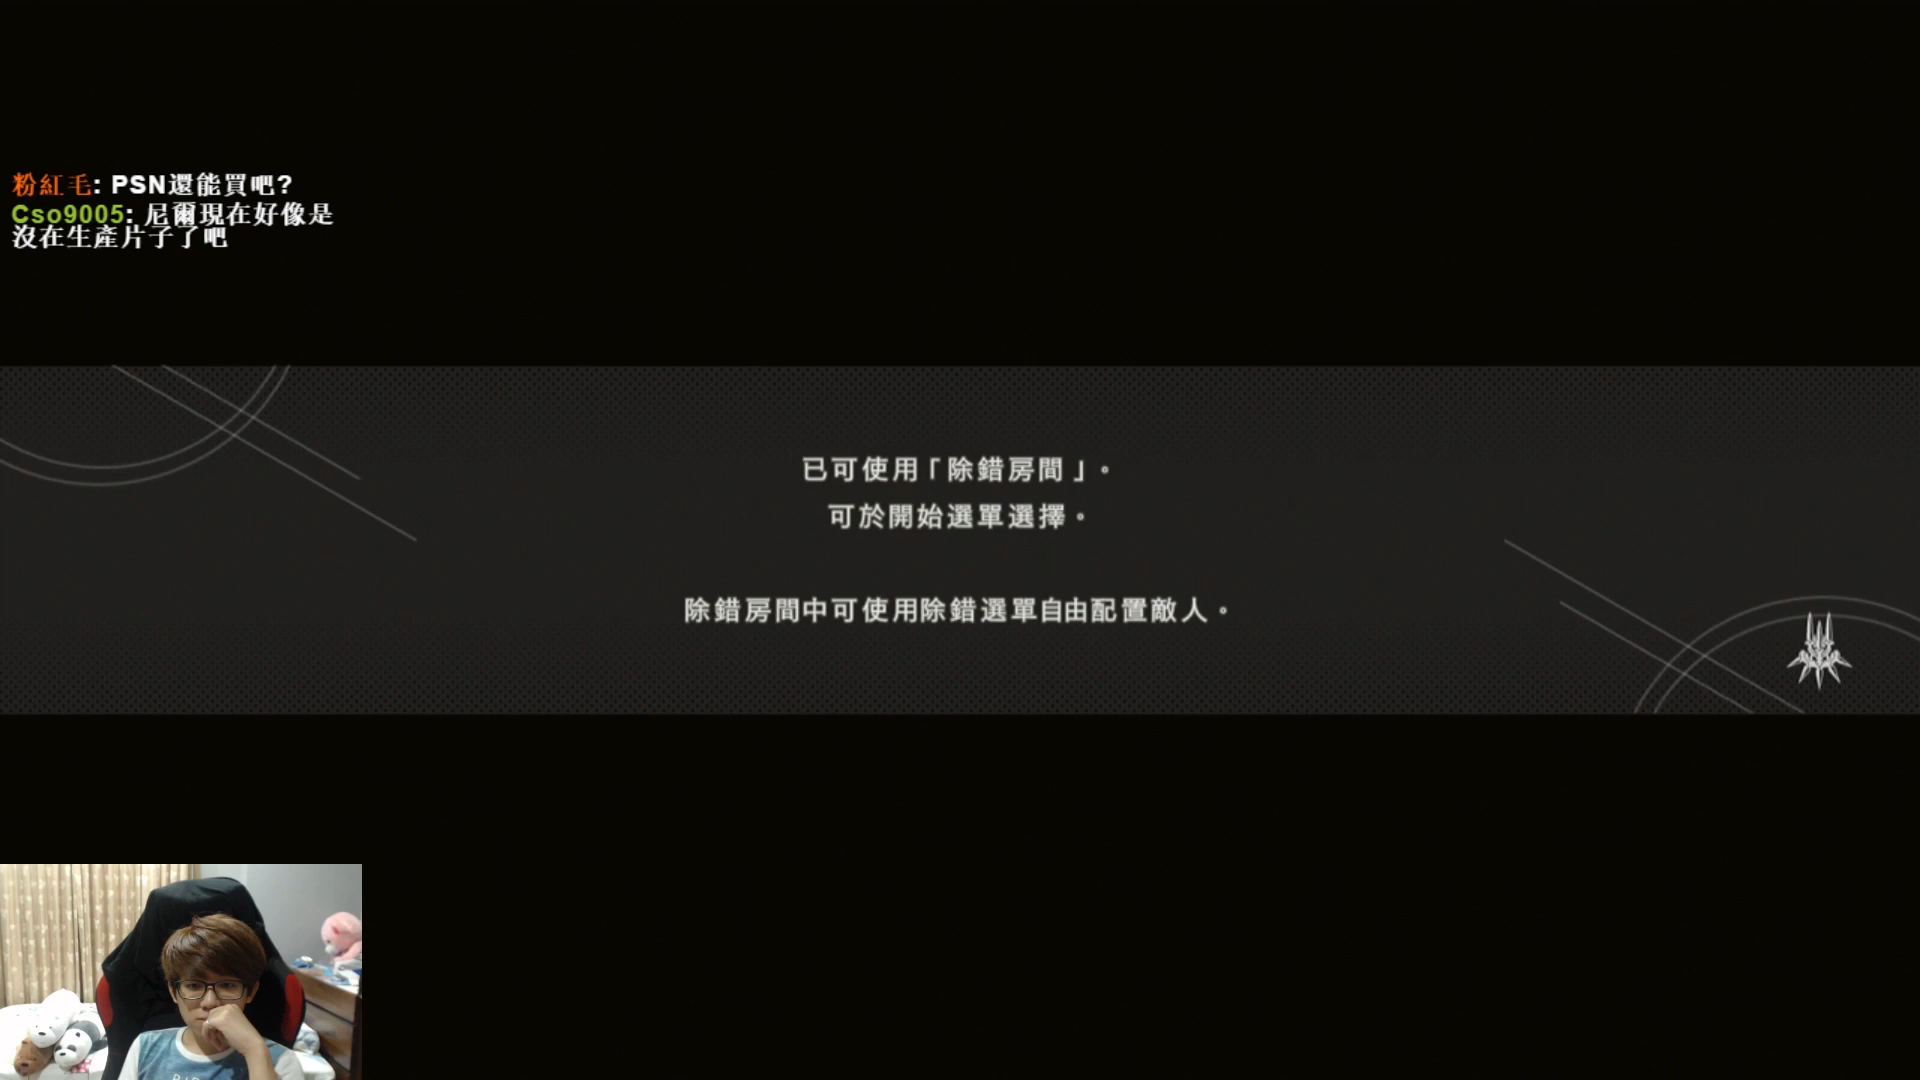 粉紅毛: PSN還能買吧?
Cso9005: 尼爾現在好像是
沒在生產片子了吧
已可使用「除錯房間」。
可於開始選單選擇。
除錯房間中可使用除錯選單自由配置敵人。